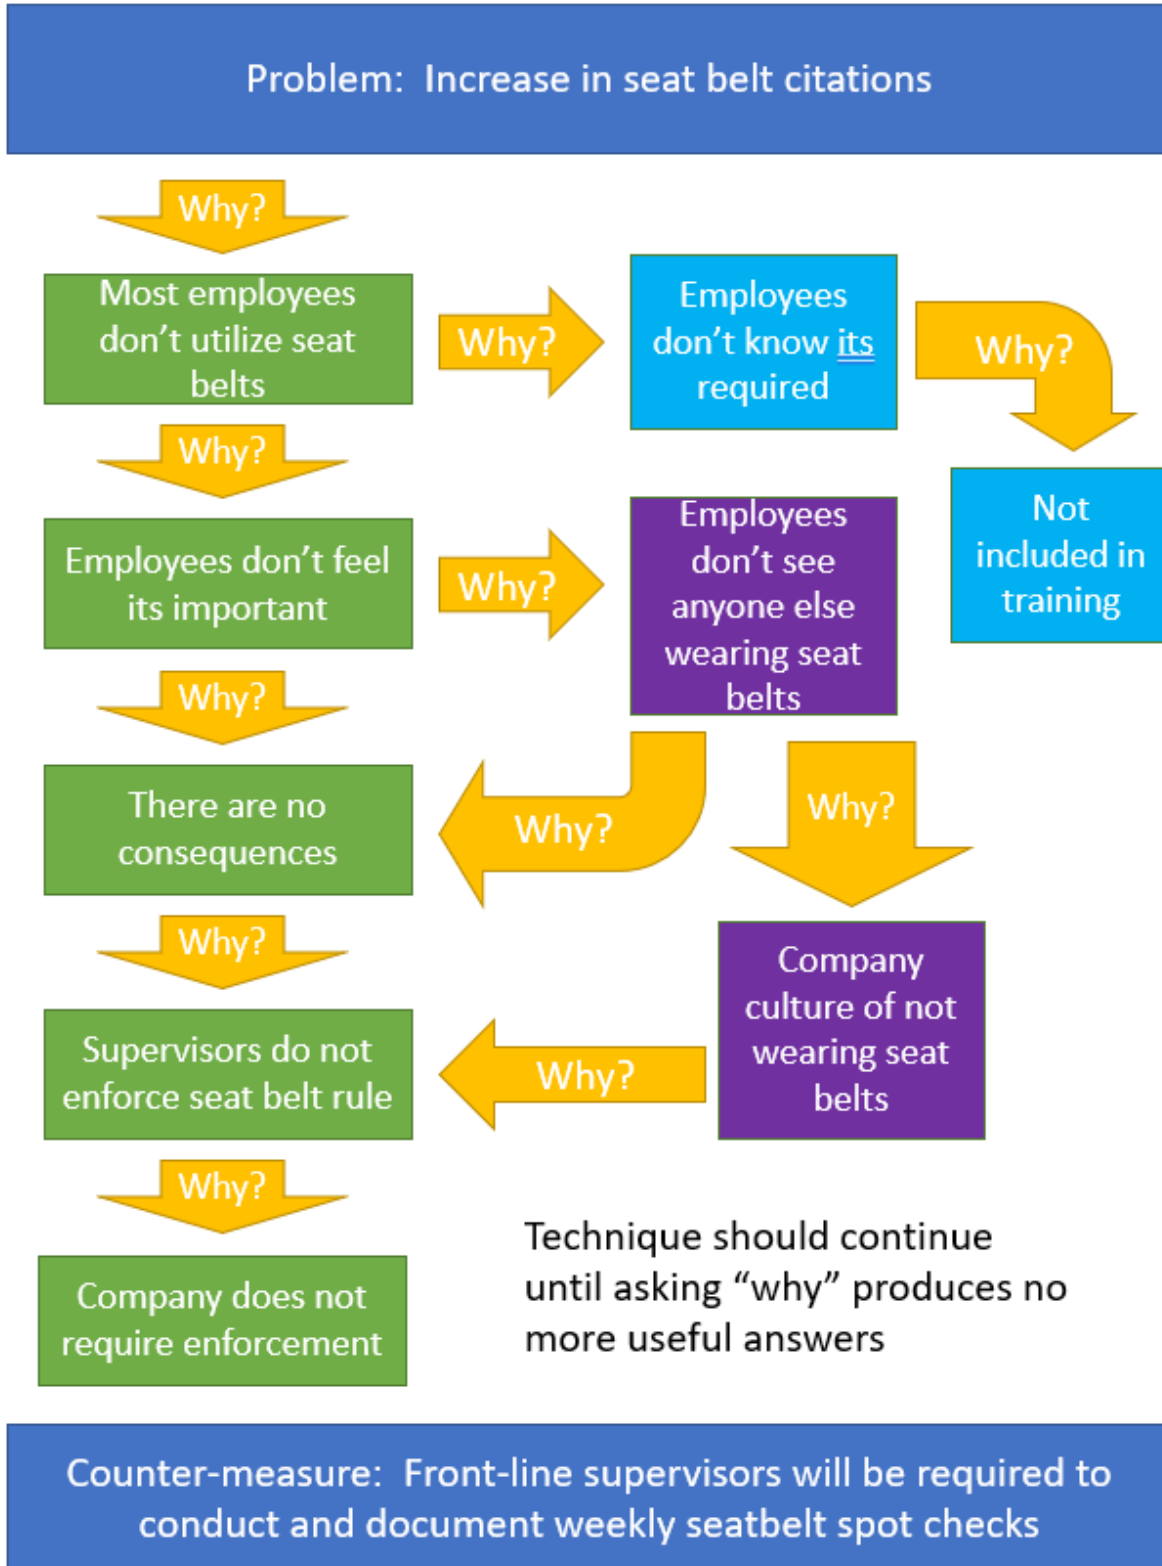 Problem:  Increase in seat belt citations
Why?
Most employees
don't utilize seat
belts
Why?
Employees
don't know its
required
Why?
Not
included in
training
Why?
Employees don't feel
its important
Why?
Employees
don't see
anyone else
wearing seat
belts
Why?
There are no
consequences
Why?
Why?
Company
culture of not
wearing seat
belts
Why?
Supervisors do not
enforce seat belt rule
Why?
Why?
Company does not
require enforcement
Technique should continue
until asking “why” produces no
more useful answers
Counter-measure:  Front-line supervisors will be required to
conduct and document weekly seatbelt spot checks